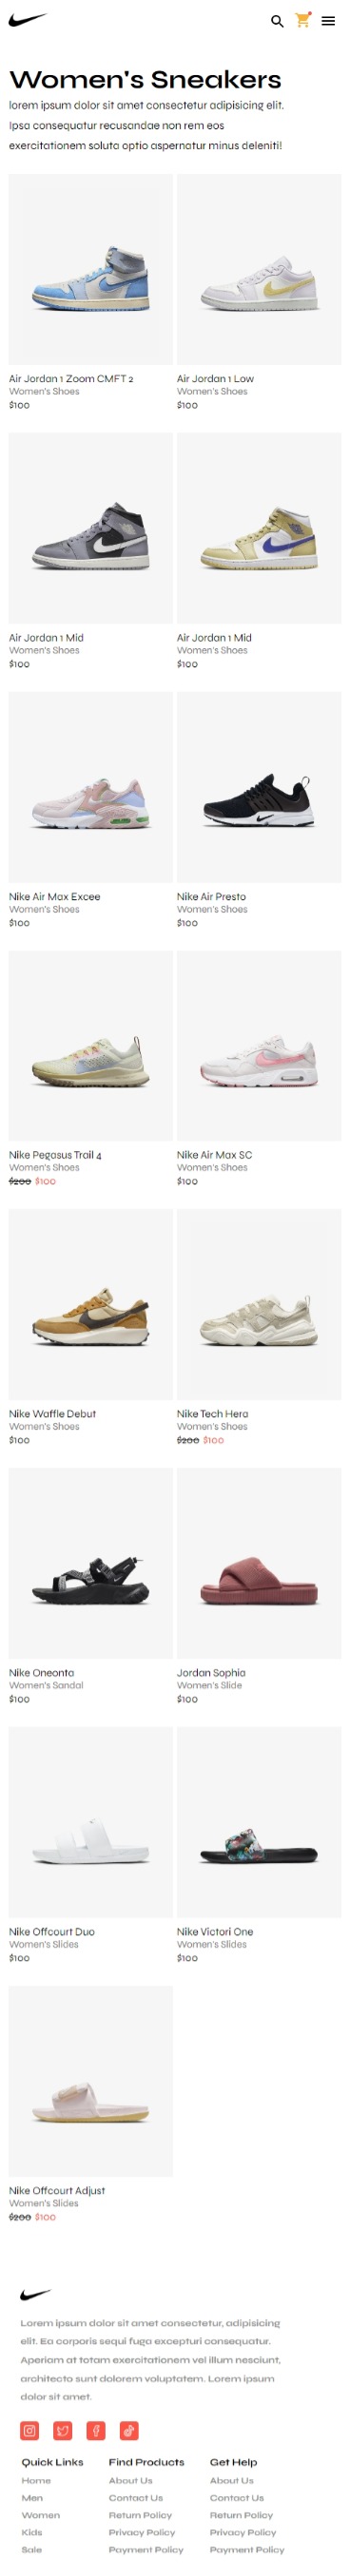 Women's Sneakers
lorem ipsum dolor sit amet consectetur adipisicing elit.
Ipsa consequatur recusandae non rem eos
exercitationem soluta optio aspernatur minus deleniti!
Air Jordan 1 Zoom CMFT 2
Women's Shoes
$100
Air Jordan 1 Low
Women's Shoes
$100
Air Jordan 1 Mid
Women's Shoes
$100
Air Jordan 1 Mid
Women's Shoes
$100
Nike Air Max Excee
Women's Shoes
$100
Nike Air Presto
Women's Shoes
$100
Nike Pegasus Trail 4
Women's Shoes
$200 $100
Nike Air Max SC
Women's Shoes
$100
Nike Waffle Debut
Women's Shoes
$100
Nike Tech Hera
Women's Shoes
$200 $100
Nike Oneonta
Women's Sandal
$100
Jordan Sophia
Women's Slide
$100
Nike Offcourt Duo
Women's Slides
$100
Nike Victori One
Women's Slides
$100
Nike Offcourt Adjust
Women's Slides
$200 $100
Lorem ipsum dolor sit amet consectetur, adipisicing
elit. Ea corporis sequi fuga excepturi consequatur.
Aperiam at totam exercitationem vel illum nesciunt,
architecto sunt dolorem voluptatem. Lorem ipsum
dolor sit amet.
Quick Links
Home
Men
Women
Kids
Sale
Find Products
About Us
Contact Us
Return Policy
Privacy Policy
Payment Policy
Get Help
About Us
Contact Us
Return Policy
Privacy Policy
Payment Policy